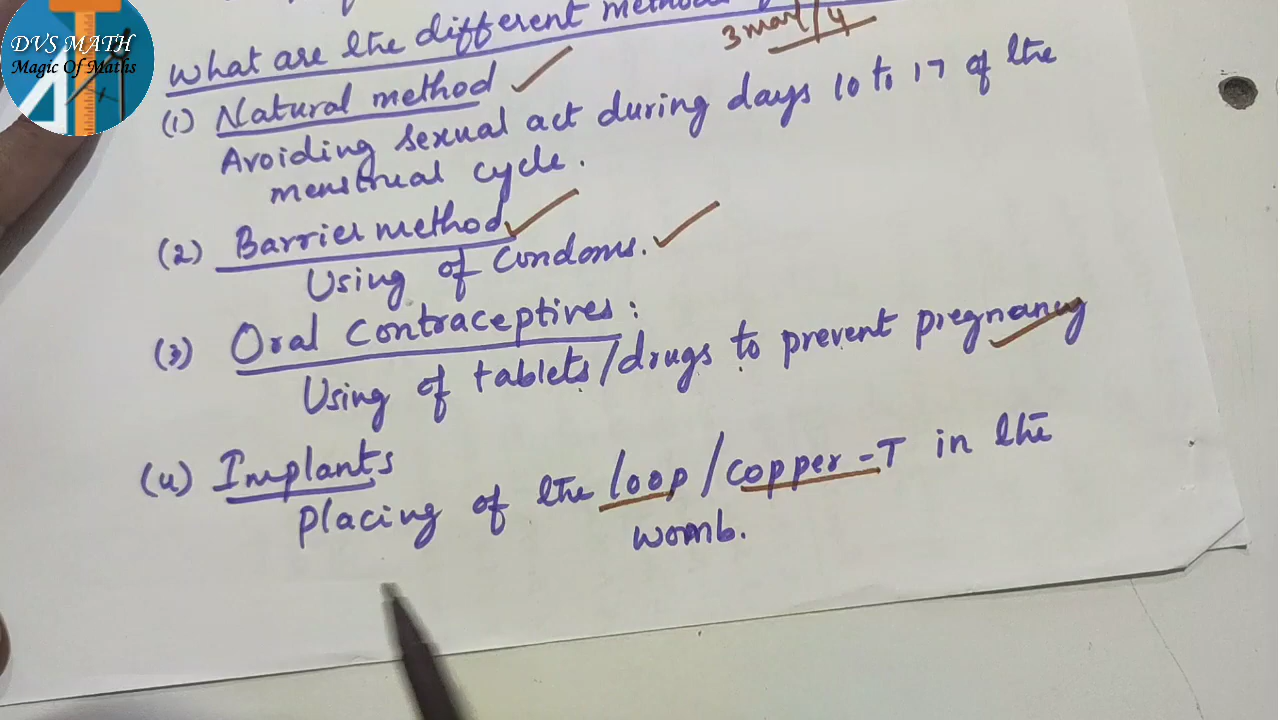 DVS MATH
Magic Of Maths
What are the different methods
3 mark/4
(1) Natural method
Avoiding sexual act during days 10 to 17 of the
menstrual cycle.
(2) Barrier method
Using of condoms.
(3) Oral Contraceptives:
Using of tablets/drugs to prevent pregnancy
(4) Implants
Placing of the loop/copper-T in the
womb.